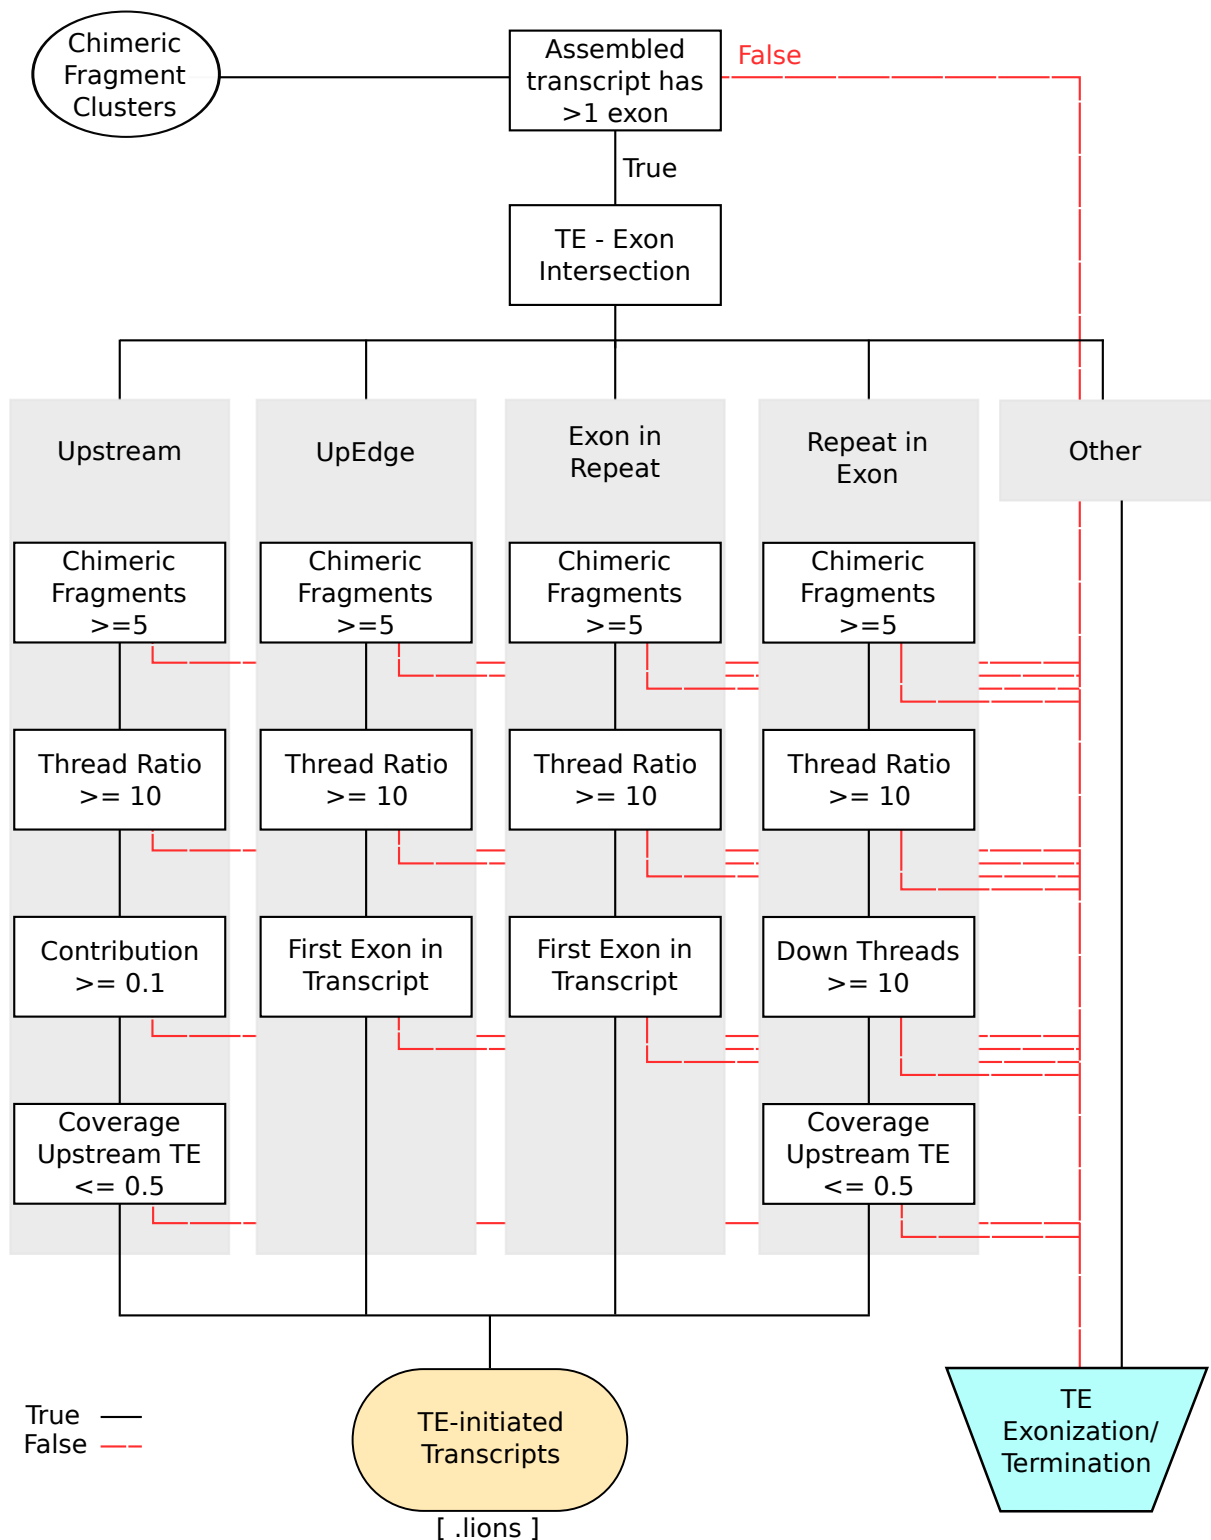 Chimeric
Fragment
Clusters
Assembled
transcript has
>1 exon
False
True
TE - Exon
Intersection
Upstream
UpEdge
Exon in
Repeat
Repeat in
Exon
Other
Chimeric
Fragments
>=5
Chimeric
Fragments
>=5
Chimeric
Fragments
>=5
Chimeric
Fragments
>=5
Thread Ratio
>= 10
Thread Ratio
>= 10
Thread Ratio
>= 10
Thread Ratio
>= 10
Contribution
>= 0.1
First Exon in
Transcript
First Exon in
Transcript
Down Threads
>= 10
Coverage
Upstream TE
<= 0.5
Coverage
Upstream TE
<= 0.5
True
False
TE-initiated
Transcripts
[ .lions ]
TE
Exonization/
Termination